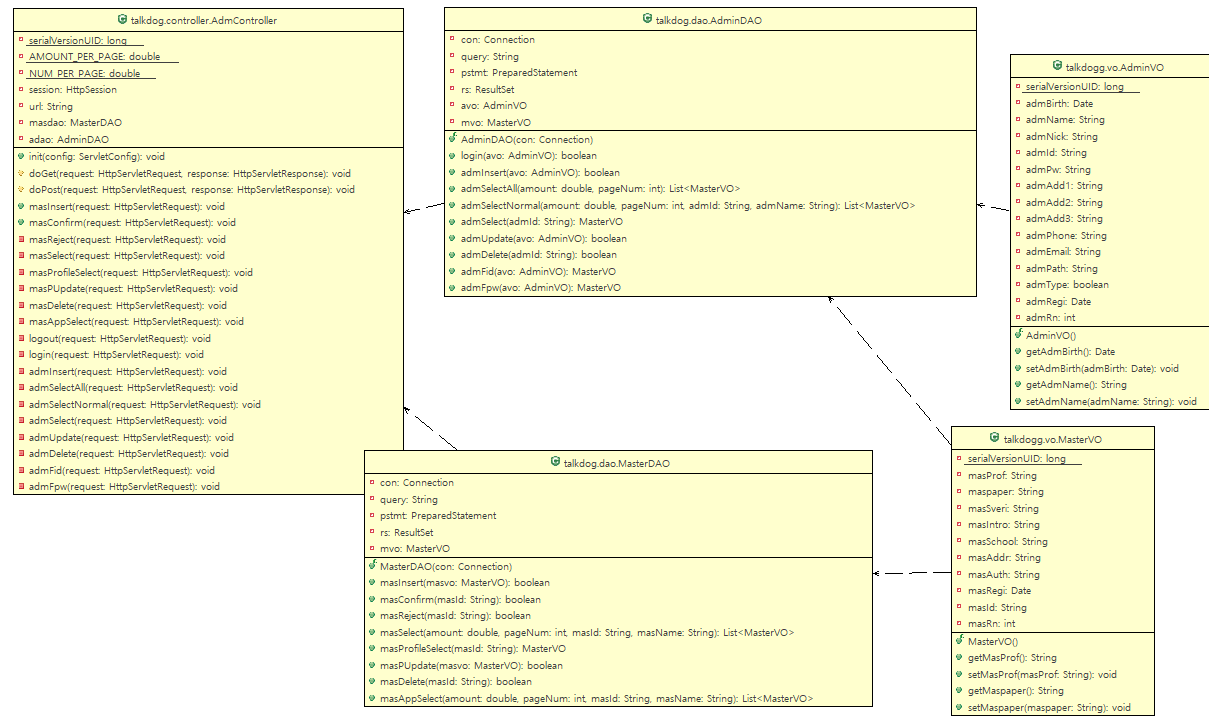 talkdog.controller.AdmController
serialVersionUID: long
AMOUNT_PER_PAGE: double
NUM_PER_PAGE: double
session: HttpSession
url: String
masdao: MasterDAO
adao: AdminDAO
init(config: ServletConfig): void
doGet(request: HttpServletRequest, response: HttpServletResponse): void
doPost(request: HttpServletRequest, response: HttpServletResponse): void
masInsert(request: HttpServletRequest): void
masConfirm(request: HttpServletRequest): void
masReject(request: HttpServletRequest): void
masSelect(request: HttpServletRequest): void
masProfileSelect(request: HttpServletRequest): void
masPUpdate(request: HttpServletRequest): void
masDelete(request: HttpServletRequest): void
masAppSelect(request: HttpServletRequest): void
logout(request: HttpServletRequest): void
login(request: HttpServletRequest): void
admInsert(request: HttpServletRequest): void
admSelectAll(request: HttpServletRequest): void
admSelectNormal(request: HttpServletRequest): void
admSelect(request: HttpServletRequest): void
admUpdate(request: HttpServletRequest): void
admDelete(request: HttpServletRequest): void
admFid(request: HttpServletRequest): void
admFpw(request: HttpServletRequest): void
talkdog.dao.AdminDAO
con: Connection
query: String
pstmt: PreparedStatement
rs: ResultSet
avo: AdminVO
mvo: MasterVO
AdminDAO(con: Connection)
login(avo: AdminVO): boolean
admInsert(avo: AdminVO): boolean
admSelectAll(amount: double, pageNum: int): List<MasterVO>
admSelectNormal(amount: double, pageNum: int, admId: String, admName: String): List<MasterVO>
admSelect(admId: String): MasterVO
admUpdate(avo: AdminVO): boolean
admDelete(admId: String): boolean
admFid(avo: AdminVO): MasterVO
admFpw(avo: AdminVO): MasterVO
talkdogg.vo.AdminVO
serialVersionUID: long
admBirth: Date
admName: String
admNick: String
admId: String
admPw: String
admAdd1: String
admAdd2: String
admAdd3: String
admPhone: String
admEmail: String
admPath: String
admType: boolean
admRegi: Date
admRn: int
AdminVO()
getAdmBirth(): Date
setAdmBirth(admBirth: Date): void
getAdmName(): String
setAdmName(admName: String): void
talkdog.dao.MasterDAO
con: Connection
query: String
pstmt: PreparedStatement
rs: ResultSet
mvo: MasterVO
MasterDAO(con: Connection)
masInsert(masvo: MasterVO): boolean
masConfirm(masId: String): boolean
masReject(masId: String): boolean
masSelect(amount: double, pageNum: int, masId: String, masName: String): List<MasterVO>
masProfileSelect(masId: String): MasterVO
masPUpdate(masvo: MasterVO): boolean
masDelete(masId: String): boolean
masAppSelect(amount: double, pageNum: int, masId: String, masName: String): List<MasterVO>
talkdogg.vo.MasterVO
serialVersionUID: long
masProf: String
maspaper: String
masSveri: String
masIntro: String
masSchool: String
masAddr: String
masAuth: String
masRegi: Date
masId: String
masRn: int
MasterVO()
getMasProf(): String
setMasProf(masProf: String): void
getMaspaper(): String
setMaspaper(maspaper: String): void